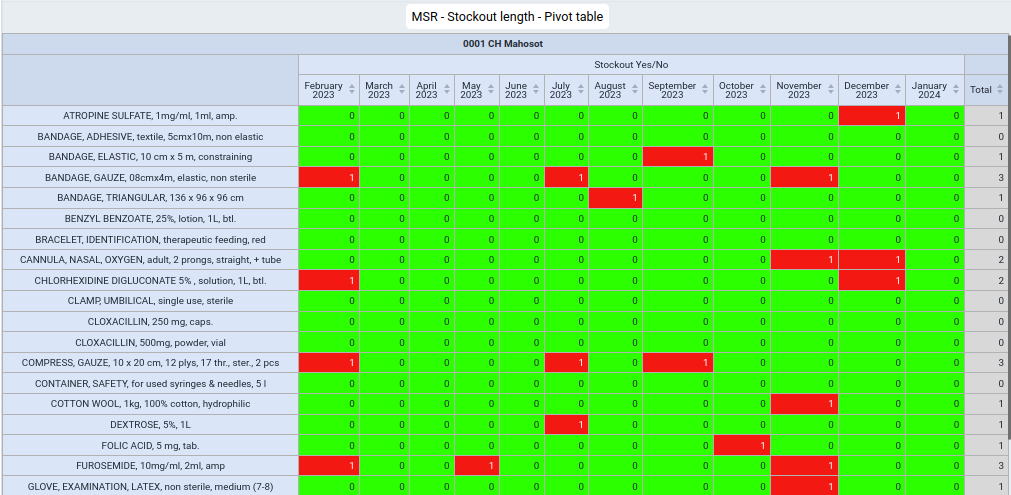 MSR - Stockout length - Pivot table
0001 CH Mahosot
Stockout Yes/No
February 2023 March 2023 April 2023 May 2023 June 2023 July 2023 August 2023 September 2023 October 2023 November 2023 December 2023 January 2024 Total
ATROPINE SULFATE, 1mg/ml, 1ml, amp. 0 0 0 0 0 0 0 0 0 0 1 0 1
BANDAGE, ADHESIVE, textile, 5cmx10m, non elastic 0 0 0 0 0 0 0 0 0 0 0 0 0
BANDAGE, ELASTIC, 10 cm x 5 m, constraining 0 0 0 0 0 0 0 1 0 0 0 0 1
BANDAGE, GAUZE, 08cmx4m, elastic, non sterile 1 0 0 0 0 1 0 0 0 1 0 0 3
BANDAGE, TRIANGULAR, 136 x 96 x 96 cm 0 0 0 0 0 0 1 0 0 0 0 0 1
BENZYL BENZOATE, 25%, lotion, 1L, btl. 0 0 0 0 0 0 0 0 0 0 0 0 0
BRACELET, IDENTIFICATION, therapeutic feeding, red 0 0 0 0 0 0 0 0 0 0 0 0 0
CANNULA, NASAL, OXYGEN, adult, 2 prongs, straight, + tube 0 0 0 0 0 0 0 0 0 1 1 0 2
CHLORHEXIDINE DIGLUCONATE 5% , solution, 1L, btl. 1 0 0 0 0 0 0 0 0 0 1 0 2
CLAMP, UMBILICAL, single use, sterile 0 0 0 0 0 0 0 0 0 0 0 0 0
CLOXACILLIN, 250 mg, caps. 0 0 0 0 0 0 0 0 0 0 0 0 0
CLOXACILLIN, 500mg, powder, vial 0 0 0 0 0 0 0 0 0 0 0 0 0
COMPRESS, GAUZE, 10 x 20 cm, 12 plys, 17 thr., ster., 2 pcs 1 0 0 0 0 1 0 1 0 0 0 0 3
CONTAINER, SAFETY, for used syringes & needles, 5 l 0 0 0 0 0 0 0 0 0 0 0 0 0
COTTON WOOL, 1kg, 100% cotton, hydrophilic 0 0 0 0 0 0 0 0 0 1 0 0 1
DEXTROSE, 5%, 1L 0 0 0 0 0 1 0 0 0 0 0 0 1
FOLIC ACID, 5 mg, tab. 0 0 0 0 0 0 0 0 1 0 0 0 1
FUROSEMIDE, 10mg/ml, 2ml, amp 1 0 0 1 0 0 0 0 0 1 0 0 3
GLOVE, EXAMINATION, LATEX, non sterile, medium (7-8) 0 0 0 0 0 0 0 0 0 1 0 0 1